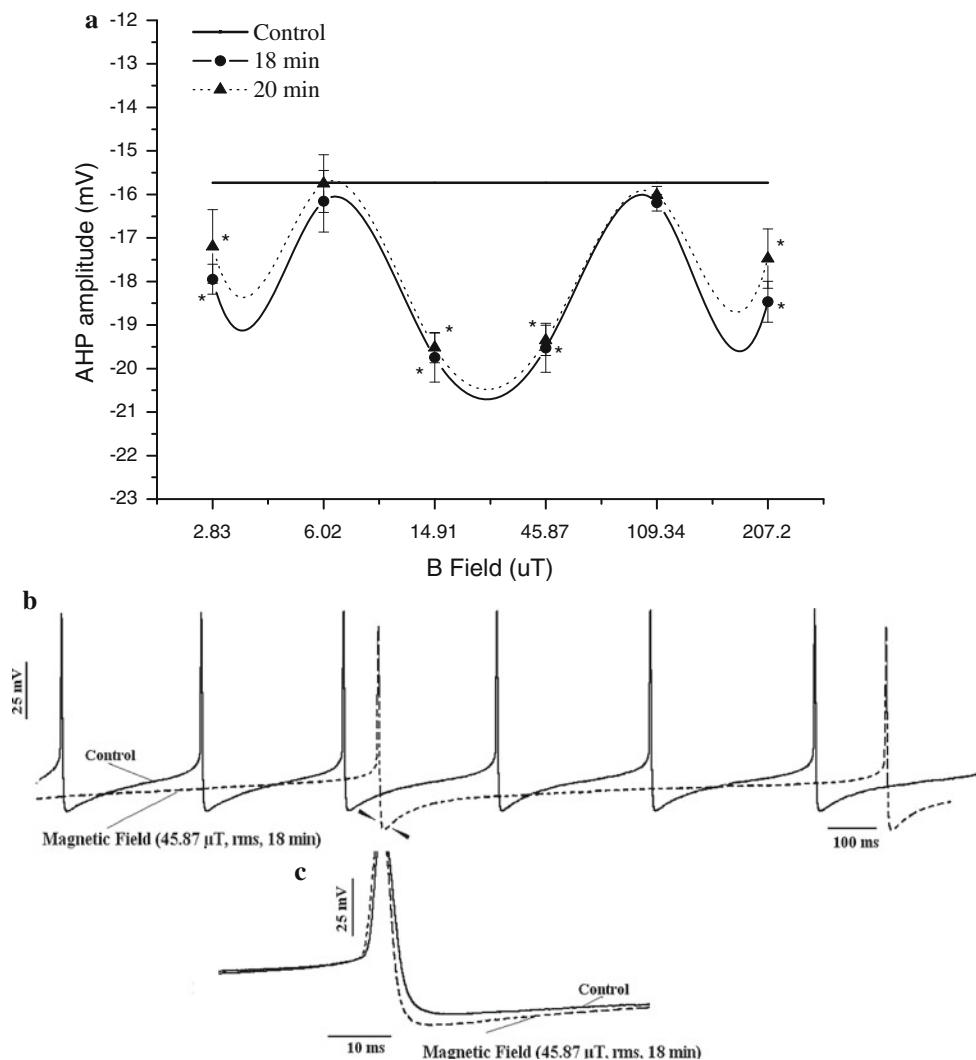 a
Control
18 min
20 min
AHP amplitude (mV)
-12
-13
-14
-15
-16
-17
-18
-19
-20
-21
-22
-23
* * * * * * * *
2.83 6.02 14.91 45.87 109.34 207.2
B Field (uT)
b
25 mV
Control
Magnetic Field (45.87 µT, rms, 18 min)
100 ms
c
25 mV
Control
10 ms
Magnetic Field (45.87 µT, rms, 18 min)